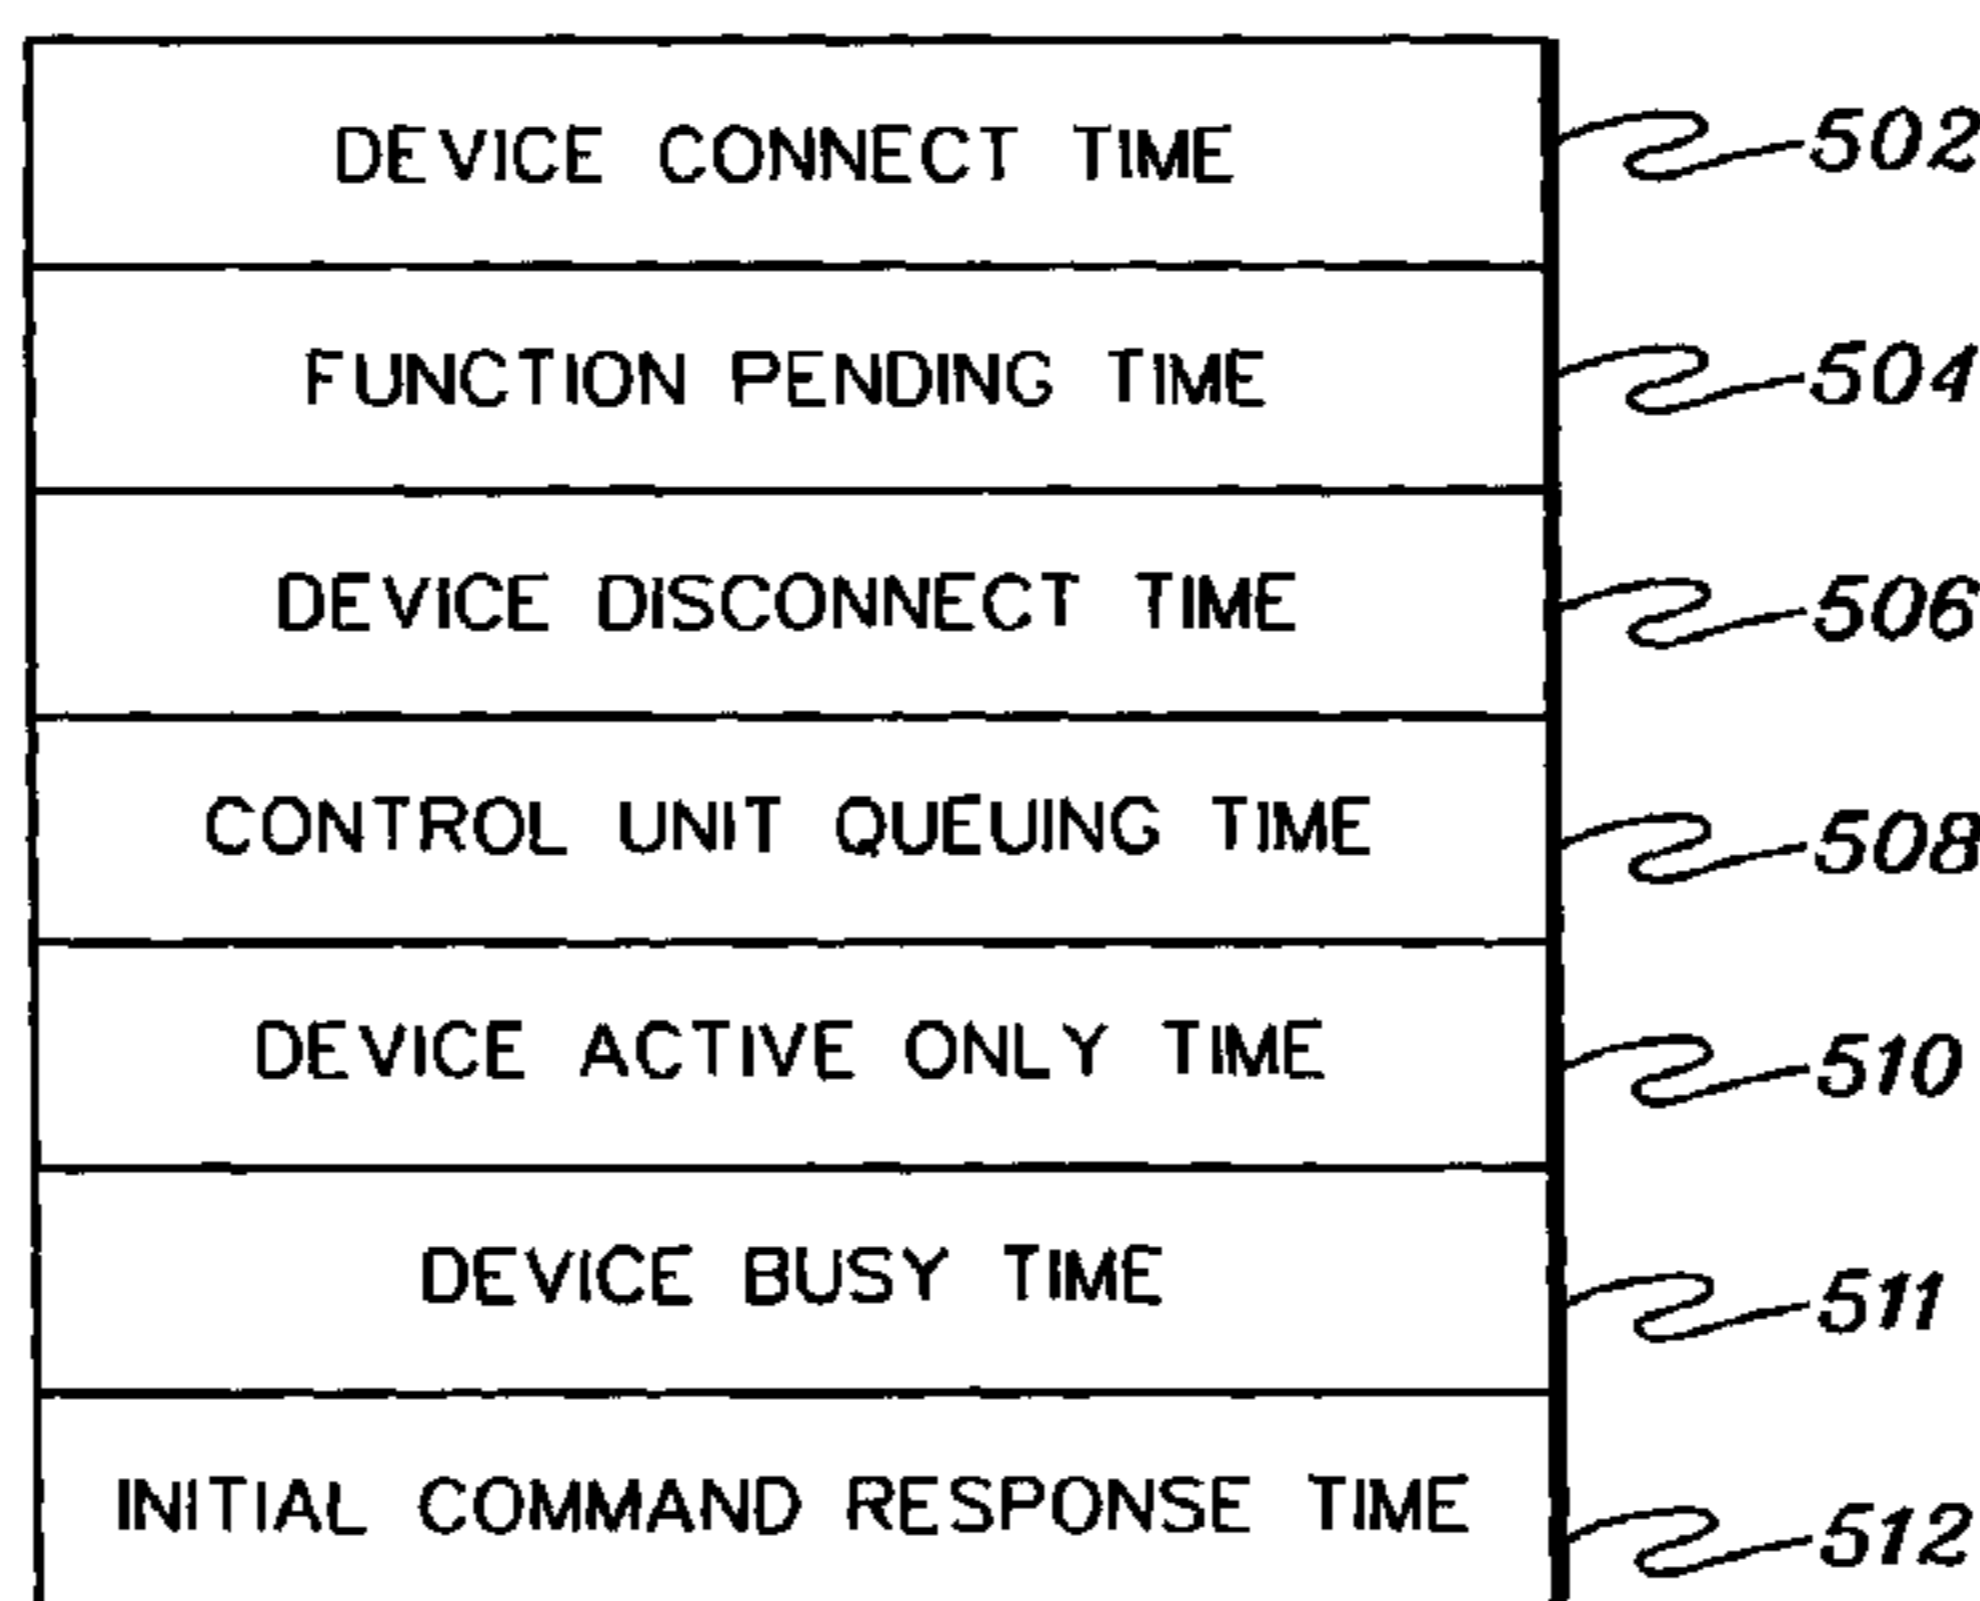 DEVICE CONNECT TIME 502
FUNCTION PENDING TIME 504
DEVICE DISCONNECT TIME 506
CONTROL UNIT QUEUING TIME 508
DEVICE ACTIVE ONLY TIME 510
DEVICE BUSY TIME 511
INITIAL COMMAND RESPONSE TIME 512